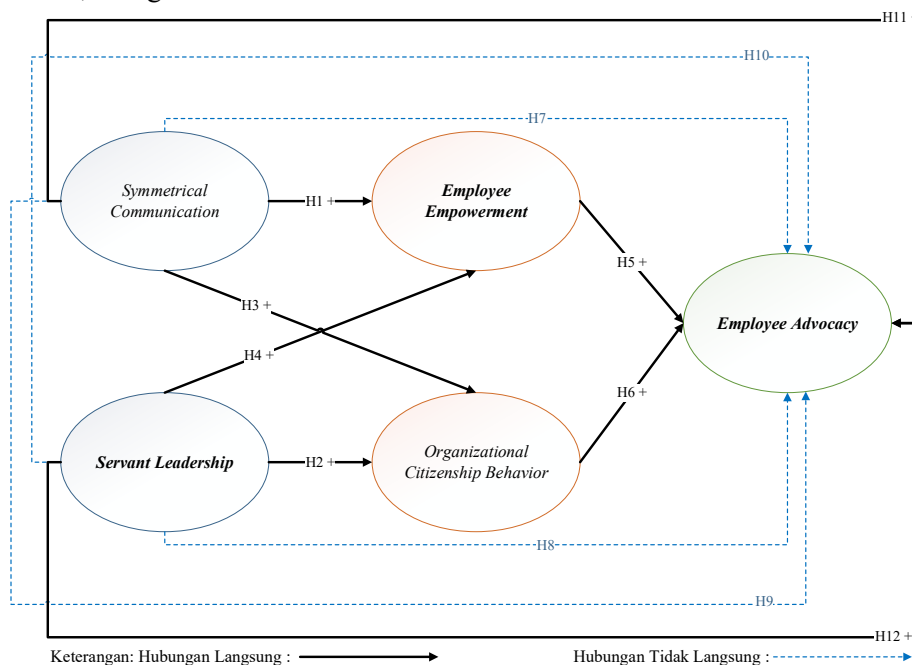 H11 +
H10
H7
Symmetrical
Communication
H1 +
Employee
Empowerment
H5 +
H3 +
Employee Advocacy
H4 +
H6 +
Servant Leadership
H2 +
Organizational
Citizenship Behavior
H8
H9
H12 +
Keterangan: Hubungan Langsung :
Hubungan Tidak Langsung :